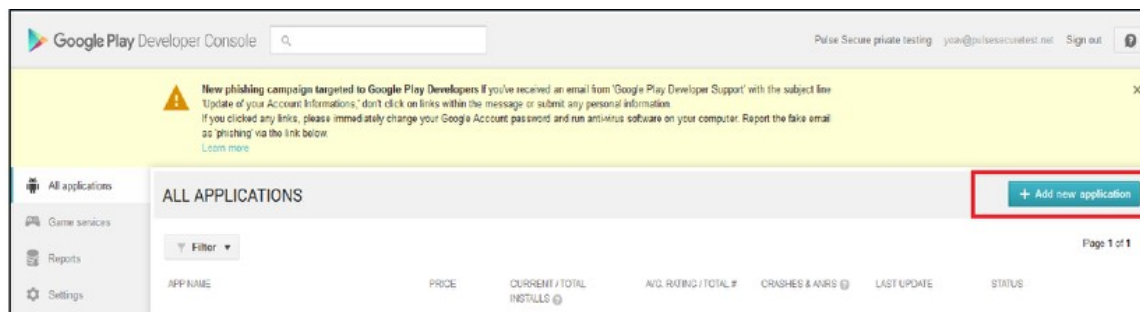 Google Play Developer Console
Pulse Secure private testing yoav@pulsesecuretest.net Sign out
New phishing campaign targeted to Google Play Developers If you've received an email from 'Google Play Developer Support' with the subject line
'Update of your Account Informations,' don't click on links within the message or submit any personal information.
If you clicked any links, please immediately change your Google Account password and run anti-virus software on your computer. Report the fake email
as 'phishing' via the link below.
Learn more
All applications
ALL APPLICATIONS
+ Add new application
Game services
Filter
Page 1 of 1
Reports
APP NAME PRICE CURRENT / TOTAL INSTALLS AVG. RATING / TOTAL # CRASHES & ANRS LAST UPDATE STATUS
Settings